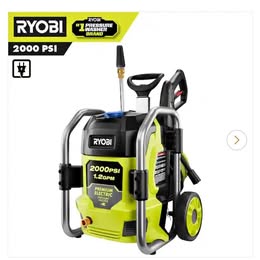 RYOBI
#1 PRESSURE
WASHER
BRAND
2000 PSI
RYOBI
2000PSI
1.2GPM
PREMIUM
ELECTRIC